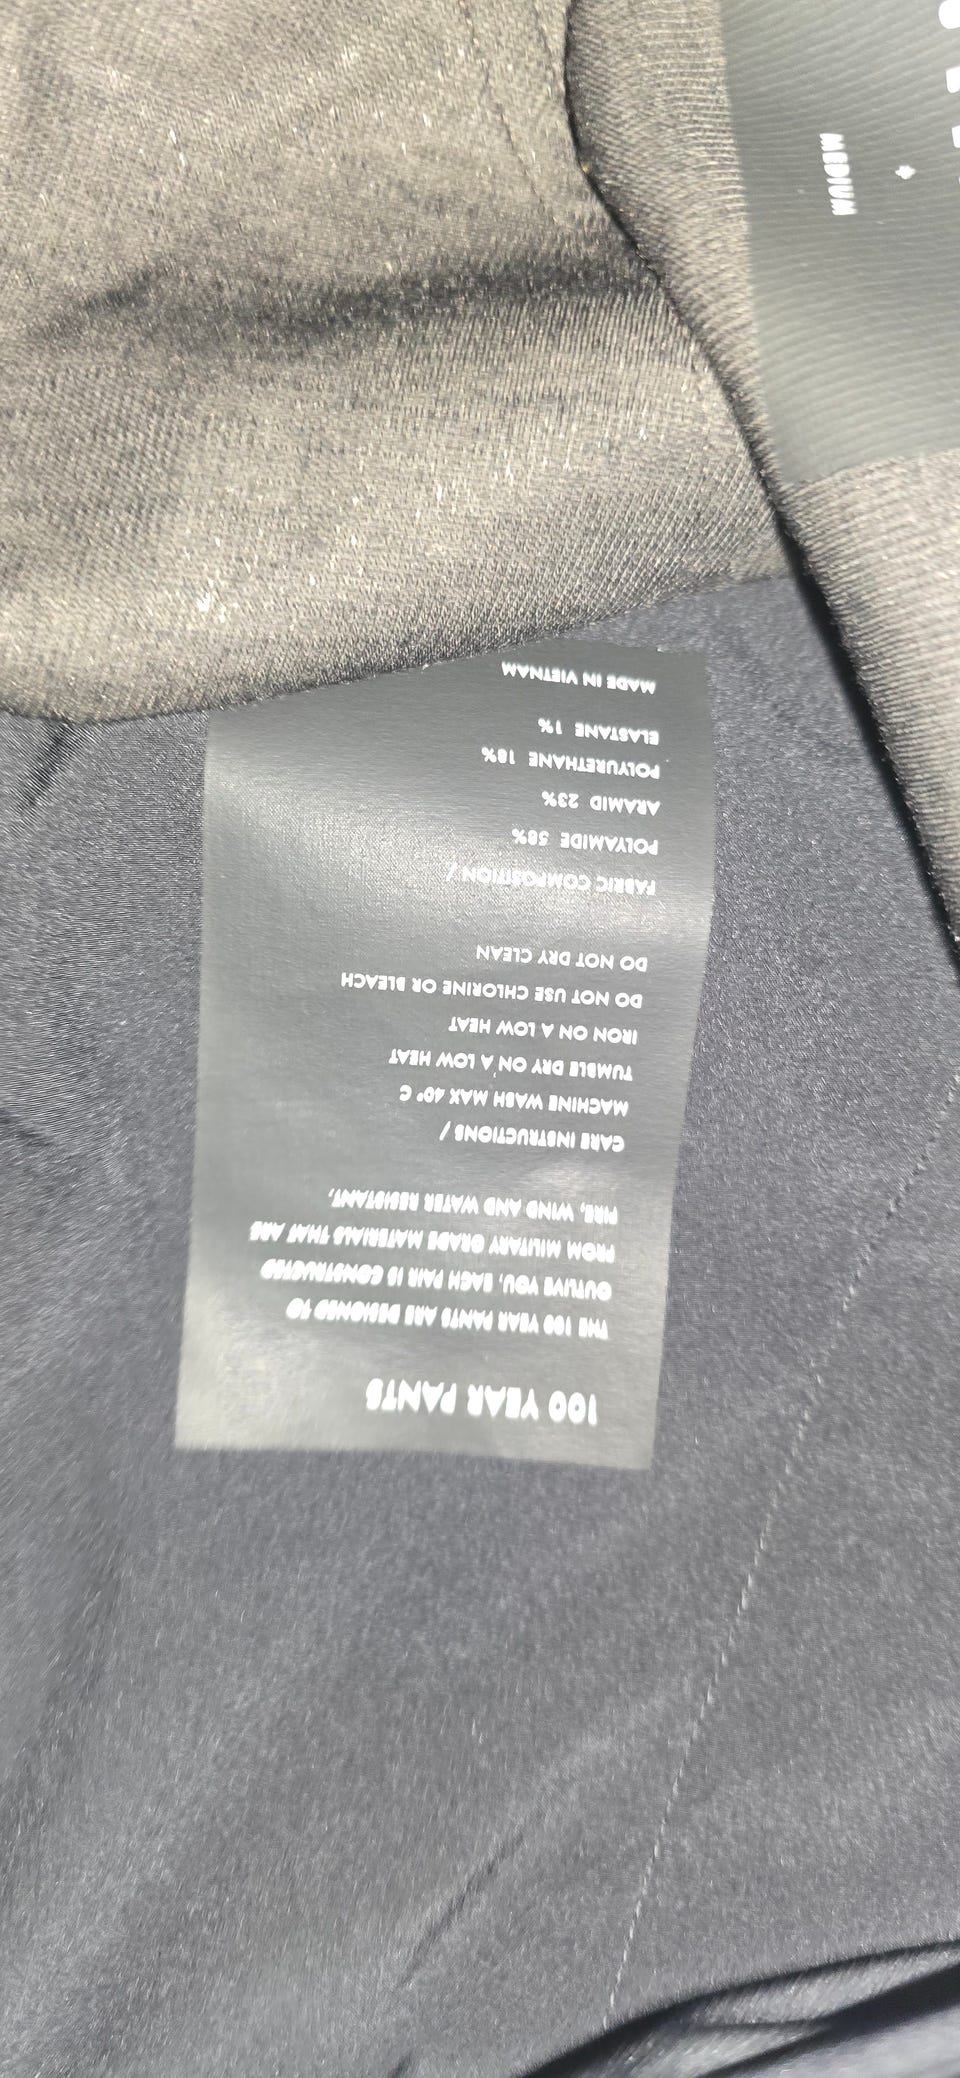 100 YEAR PANTS
THE 100 YEAR PANTS ARE DESIGNED TO
OUTLIVE YOU, EACH PAIR IS CONSTRUCTED
FROM MILITARY GRADE MATERIALS THAT ARE
FIRE, WIND AND WATER RESISTANT.
CARE INSTRUCTIONS /
MACHINE WASH MAX 40° C
TUMBLE DRY ON A LOW HEAT
IRON ON A LOW HEAT
DO NOT USE CHLORINE OR BLEACH
DO NOT DRY CLEAN
FABRIC COMPOSITION /
POLYAMIDE 58%
ARAMID 23%
POLYURETHANE 18%
ELASTANE 1%
MADE IN VIETNAM
MEDIUM